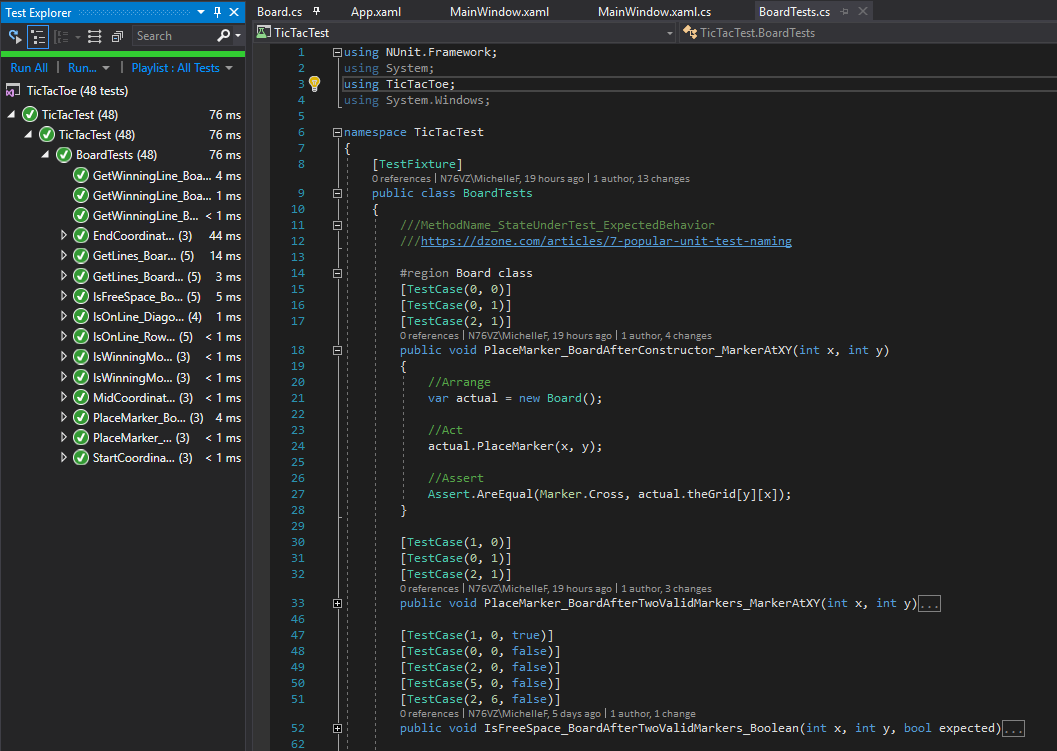 Test Explorer
Search
Run All | Run... | Playlist : All Tests
TicTacToe (48 tests)
TicTacTest (48) 76 ms
TicTacTest (48) 76 ms
BoardTests (48) 76 ms
GetWinningLine_Boa... 4 ms
GetWinningLine_Boa... 1 ms
GetWinningLine_B... < 1 ms
EndCoordinat... (3) 44 ms
GetLines_Boar... (5) 14 ms
GetLines_Board... (5) 3 ms
IsFreeSpace_Bo... (5) 5 ms
IsOnLine_Diago... (4) 1 ms
IsOnLine_Row... (5) < 1 ms
IsWinningMo... (3) < 1 ms
IsWinningMo... (3) < 1 ms
MidCoordinat... (3) < 1 ms
PlaceMarker_Bo... (3) 4 ms
PlaceMarker_... (3) < 1 ms
StartCoordina... (3) < 1 ms
Board.cs App.xaml MainWindow.xaml MainWindow.xaml.cs BoardTests.cs
TicTacTest TicTacTest.BoardTests
1 using NUnit.Framework;
2 using System;
3 using TicTacToe;
4 using System.Windows;
5
6 namespace TicTacTest
7 {
8 [TestFixture]
0 references | N76VZ\MichelleF, 19 hours ago | 1 author, 13 changes
9 public class BoardTests
10 {
11 ///MethodName_StateUnderTest_ExpectedBehavior
12 ///https://dzone.com/articles/7-popular-unit-test-naming
13
14 #region Board class
15 [TestCase(0, 0)]
16 [TestCase(0, 1)]
17 [TestCase(2, 1)]
0 references | N76VZ\MichelleF, 19 hours ago | 1 author, 4 changes
18 public void PlaceMarker_BoardAfterConstructor_MarkerAtXY(int x, int y)
19 {
20 //Arrange
21 var actual = new Board();
22
23 //Act
24 actual.PlaceMarker(x, y);
25
26 //Assert
27 Assert.AreEqual(Marker.Cross, actual.theGrid[y][x]);
28 }
29
30 [TestCase(1, 0)]
31 [TestCase(0, 1)]
32 [TestCase(2, 1)]
0 references | N76VZ\MichelleF, 19 hours ago | 1 author, 3 changes
33 public void PlaceMarker_BoardAfterTwoValidMarkers_MarkerAtXY(int x, int y)...
46
47 [TestCase(1, 0, true)]
48 [TestCase(0, 0, false)]
49 [TestCase(2, 0, false)]
50 [TestCase(5, 0, false)]
51 [TestCase(2, 6, false)]
0 references | N76VZ\MichelleF, 5 days ago | 1 author, 1 change
52 public void IsFreeSpace_BoardAfterTwoValidMarkers_Boolean(int x, int y, bool expected)...
62